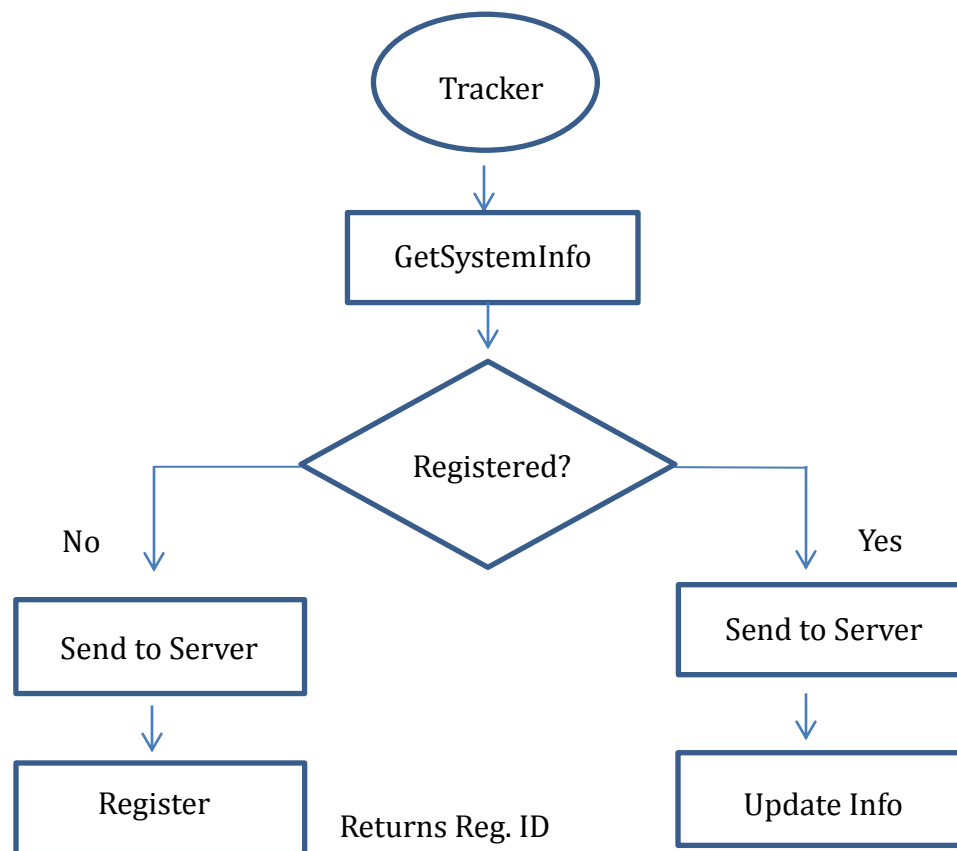 Tracker
GetSystemInfo
Registered?
No
Yes
Send to Server
Send to Server
Register
Returns Reg. ID
Update Info